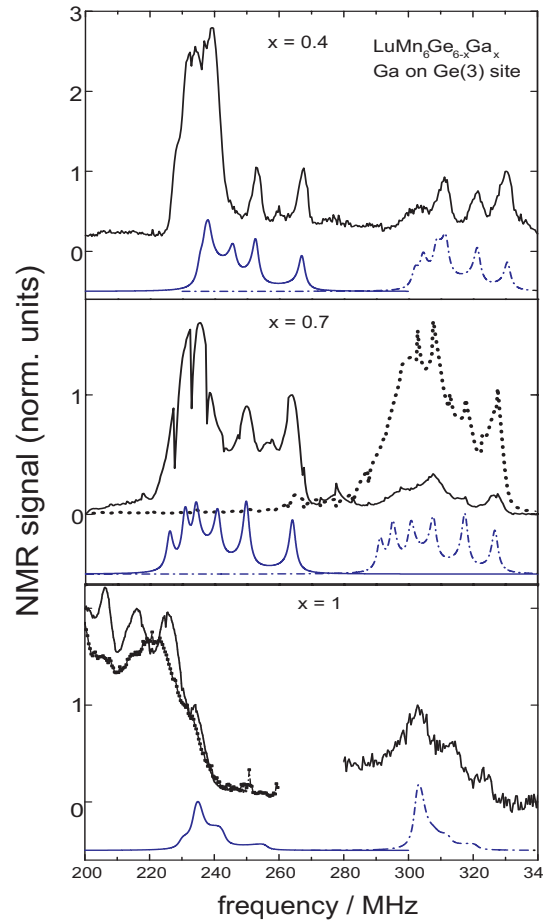 x = 0.4
LuMn₆Ge₆₋ₓGaₓ
Ga on Ge(3) site
3
2
1
0
x = 0.7
1
0
x = 1
1
0
NMR signal (norm. units)
200 220 240 260 280 300 320 34
frequency / MHz